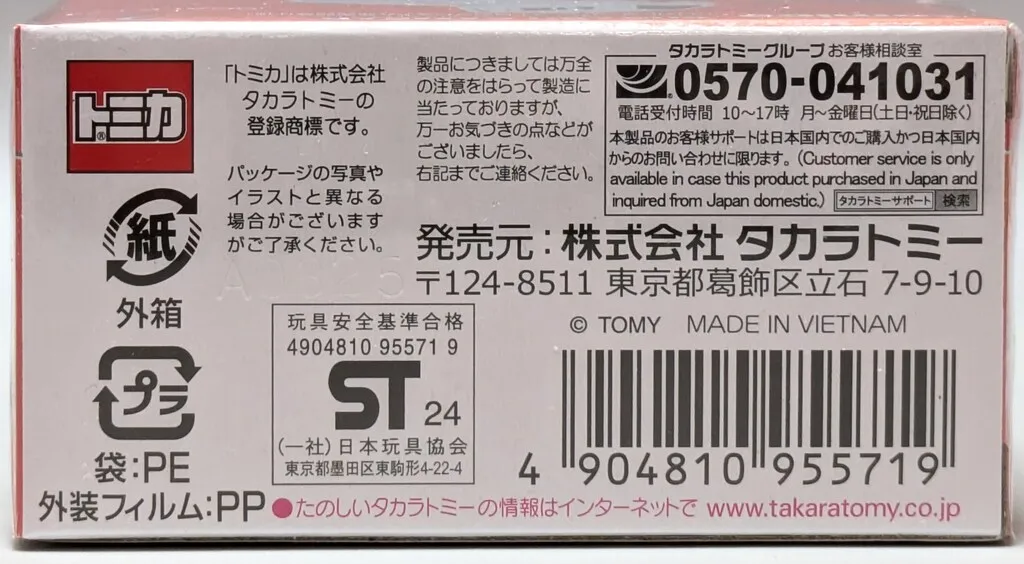 トミカ®
「トミカ」は株式会社
タカラトミーの
登録商標です。
パッケージの写真や
イラストと異なる
場合がございます
がご了承ください。
製品につきましては万全
の注意をはらって製造に
当たっておりますが、
万一お気づきの点などが
ございましたら、
右記までご連絡ください。
タカラトミーグループ お客様相談室
0570-041031
電話受付時間 10〜17時 月〜金曜日(土日・祝日除く)
本製品のお客様サポートは日本国内でのご購入かつ日本国内
からのお問い合わせに限ります。(Customer service is only
available in case this product purchased in Japan and
inquired from Japan domestic.) タカラトミーサポート 検索
発売元:株式会社 タカラトミー
〒124-8511 東京都葛飾区立石 7-9-10
© TOMY MADE IN VIETNAM
紙
外箱
プラ
袋:PE
外装フィルム:PP
玩具安全基準合格
4904810 95571 9
ST 24
(一社)日本玩具協会
東京都墨田区東駒形4-22-4
4 904810 955719
●たのしいタカラトミーの情報はインターネットで www.takaratomy.co.jp